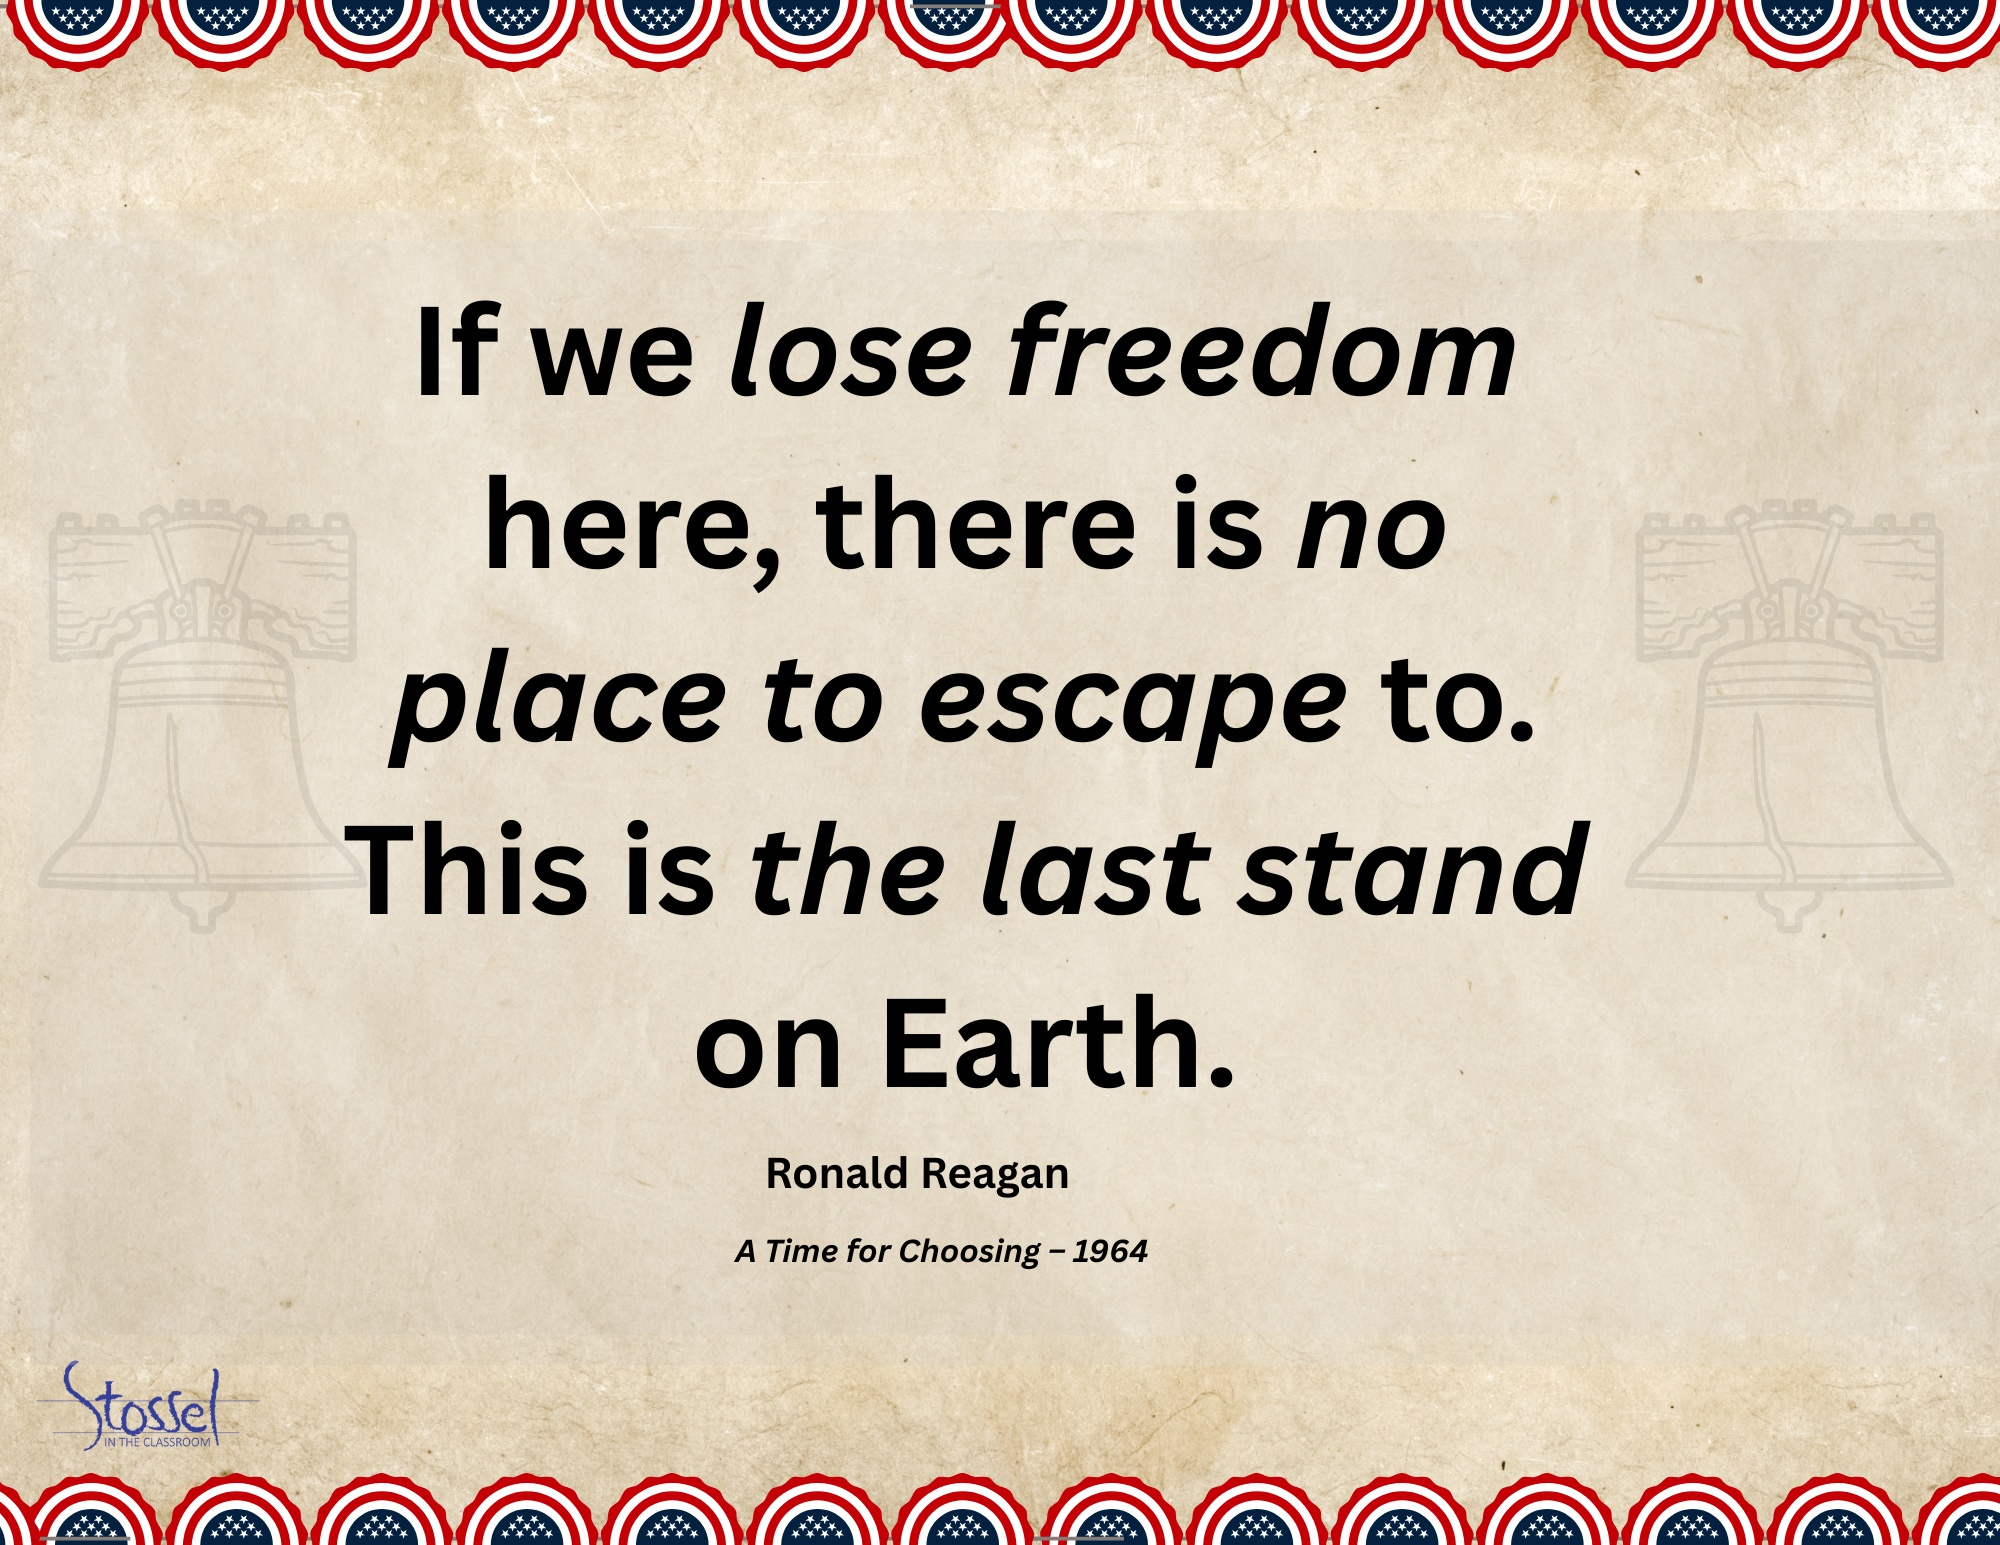 If we lose freedom
here, there is no
place to escape to.
This is the last stand
on Earth.
Ronald Reagan
A Time for Choosing – 1964
Stossel
IN THE CLASSROOM